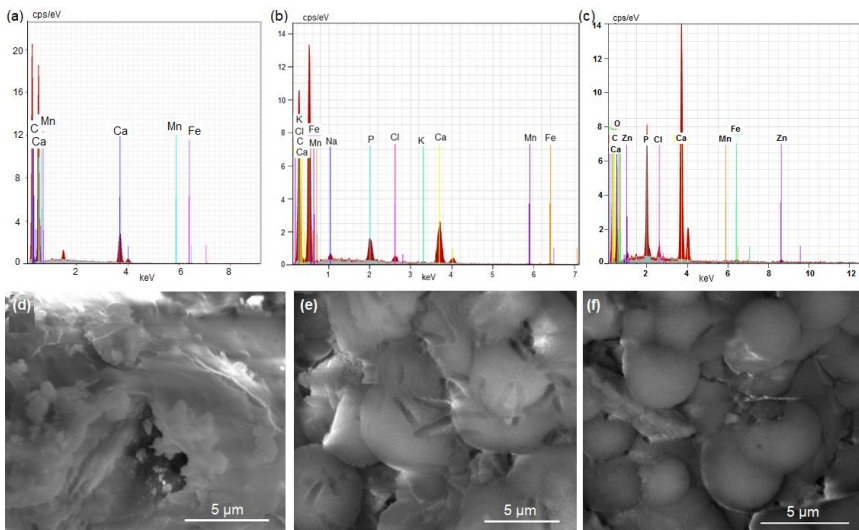 (a)
cps/eV
20
16
12
8
4
0
Mn
C
Ca
Ca
Mn
Fe
2
4
6
8
keV
(b)
cps/eV
14
12
10
8
6
4
2
0
K
Cl
C
Ca
Fe
Mn
Na
P
Cl
K
Ca
Mn
Fe
1
2
3
4
5
6
7
keV
(c)
cps/eV
14
12
10
8
6
4
2
0
O
C
Ca
Zn
P
Cl
Ca
Mn
Fe
Zn
2
4
6
8
10
12
keV
(d)
5 µm
(e)
5 µm
(f)
5 µm